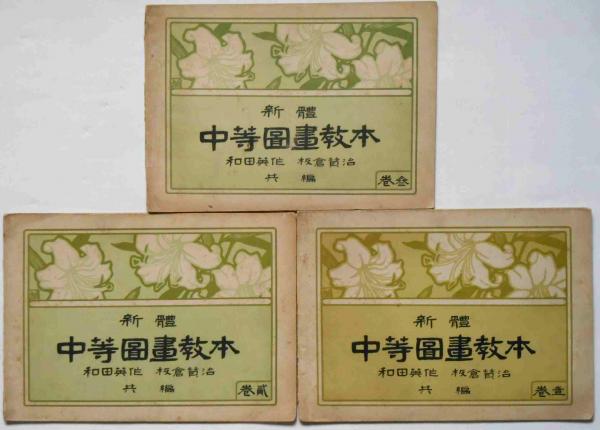 新體
中等圖畫教本
和田英作 板倉賛治
共編
卷叁
新體
中等圖畫教本
和田英作 板倉賛治
共編
卷貳
新體
中等圖畫教本
和田英作 板倉賛治
共編
卷壹